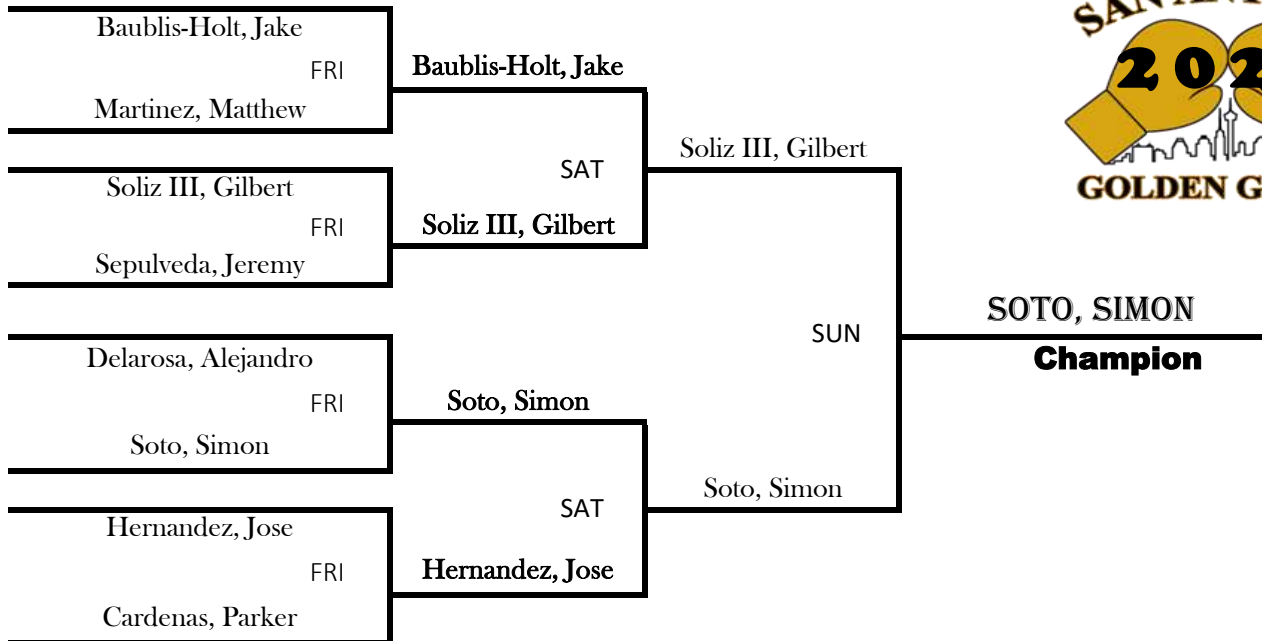 Baublis-Holt, Jake
FRI
Martinez, Matthew
Soliz III, Gilbert
FRI
Sepulveda, Jeremy
Delarosa, Alejandro
FRI
Soto, Simon
Hernandez, Jose
FRI
Cardenas, Parker
Baublis-Holt, Jake
SAT
Soliz III, Gilbert
Soto, Simon
SAT
Hernandez, Jose
Soliz III, Gilbert
SUN
Soto, Simon
SOTO, SIMON
Champion
SAN
202
GOLDEN G